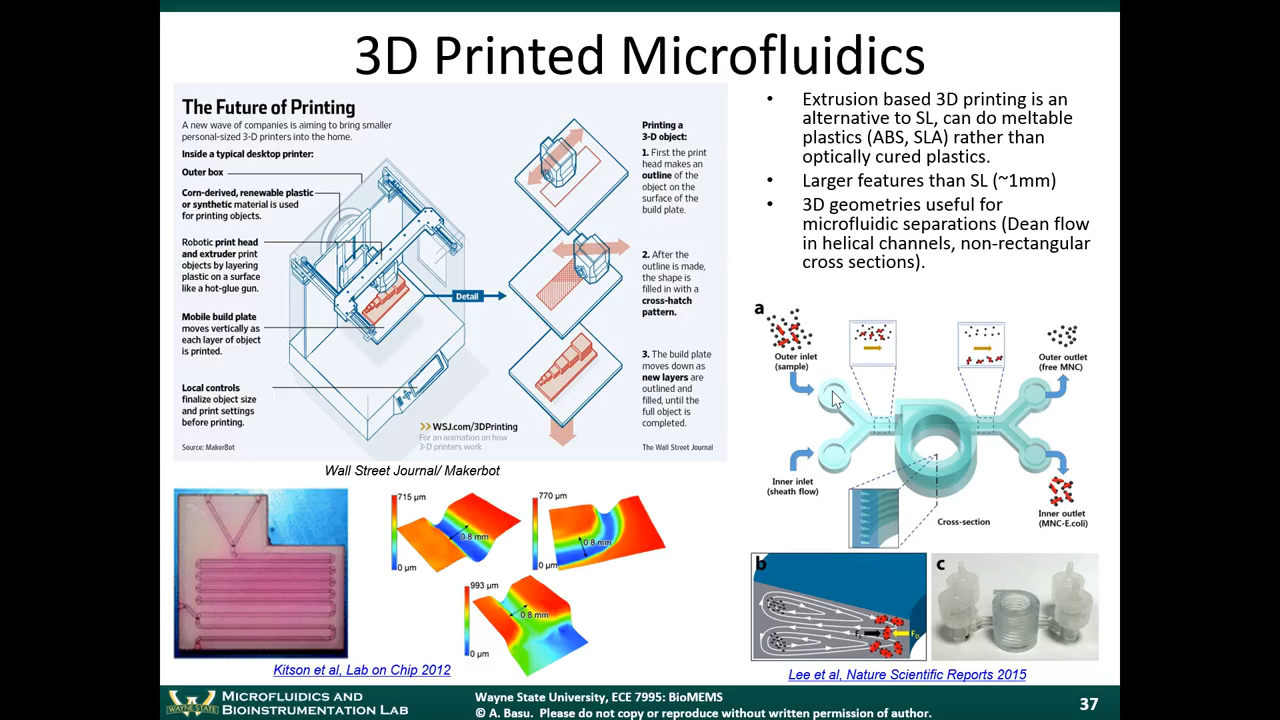 3D Printed Microfluidics
The Future of Printing
A new wave of companies is aiming to bring smaller
personal-sized 3-D printers into the home.
Inside a typical desktop printer:
Outer box
Corn-derived, renewable plastic
or synthetic material is used
for printing objects.
Robotic print head
and extruder print
objects by layering
plastic on a surface
like a hot-glue gun.
Mobile build plate
moves vertically as
each layer of object
is printed.
Local controls
finalize object size
and print settings
before printing.
Source: MakerBot
Detail
>> WSJ.com/3DPrinting
For an animation on how
3-D printers work
Printing a
3-D object:
1. First the print
head makes an
outline of the
object on the
surface of the
build plate.
2. After the
outline is made,
the shape is
filled in with a
cross-hatch
pattern.
3. The build plate
moves down as
new layers are
outlined and
filled, until the
full object is
completed.
The Wall Street Journal
Wall Street Journal/ Makerbot
• Extrusion based 3D printing is an
alternative to SL, can do meltable
plastics (ABS, SLA) rather than
optically cured plastics.
• Larger features than SL (~1mm)
• 3D geometries useful for
microfluidic separations (Dean flow
in helical channels, non-rectangular
cross sections).
715 µm
0.8 mm
0 µm
770 µm
0.8 mm
0 µm
993 µm
0.8 mm
0 µm
Kitson et al, Lab on Chip 2012
a
Outer inlet
(sample)
Outer outlet
(free MNC)
Inner inlet
(sheath flow)
Cross-section
Inner outlet
(MNC-E.coli)
b
F_D
c
Lee et al, Nature Scientific Reports 2015
WAYNE STATE
Microfluidics and
Bioinstrumentation Lab
Wayne State University, ECE 7995: BioMEMS
© A. Basu. Please do not copy or reproduce without written permission of author.
37